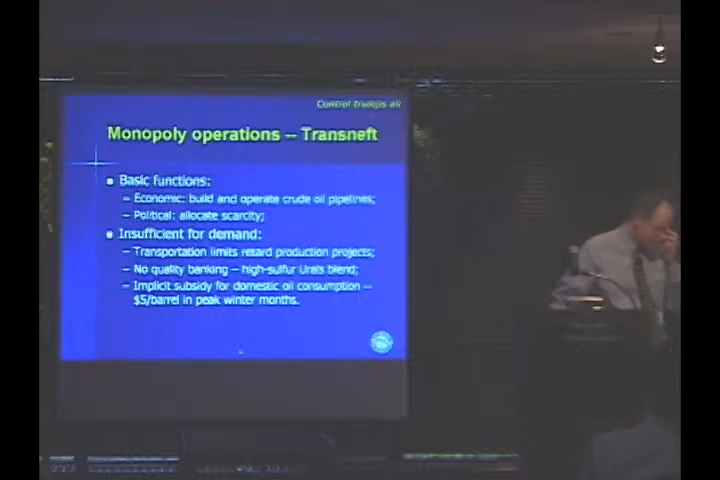 Control trumps all
Monopoly operations -- Transneft
Basic functions:
– Economic: build and operate crude oil pipelines;
– Political: allocate scarcity;
Insufficient for demand:
– Transportation limits retard production projects;
– No quality banking – high-sulfur Urals blend;
– Implicit subsidy for domestic oil consumption –
$5/barrel in peak winter months.